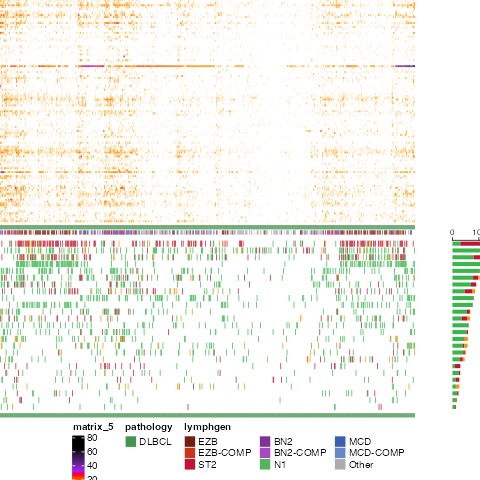 0 10
matrix_5 pathology lymphgen
80 DLBCL EZB BN2 MCD
60 EZB-COMP BN2-COMP MCD-COMP
40 ST2 N1 Other
20